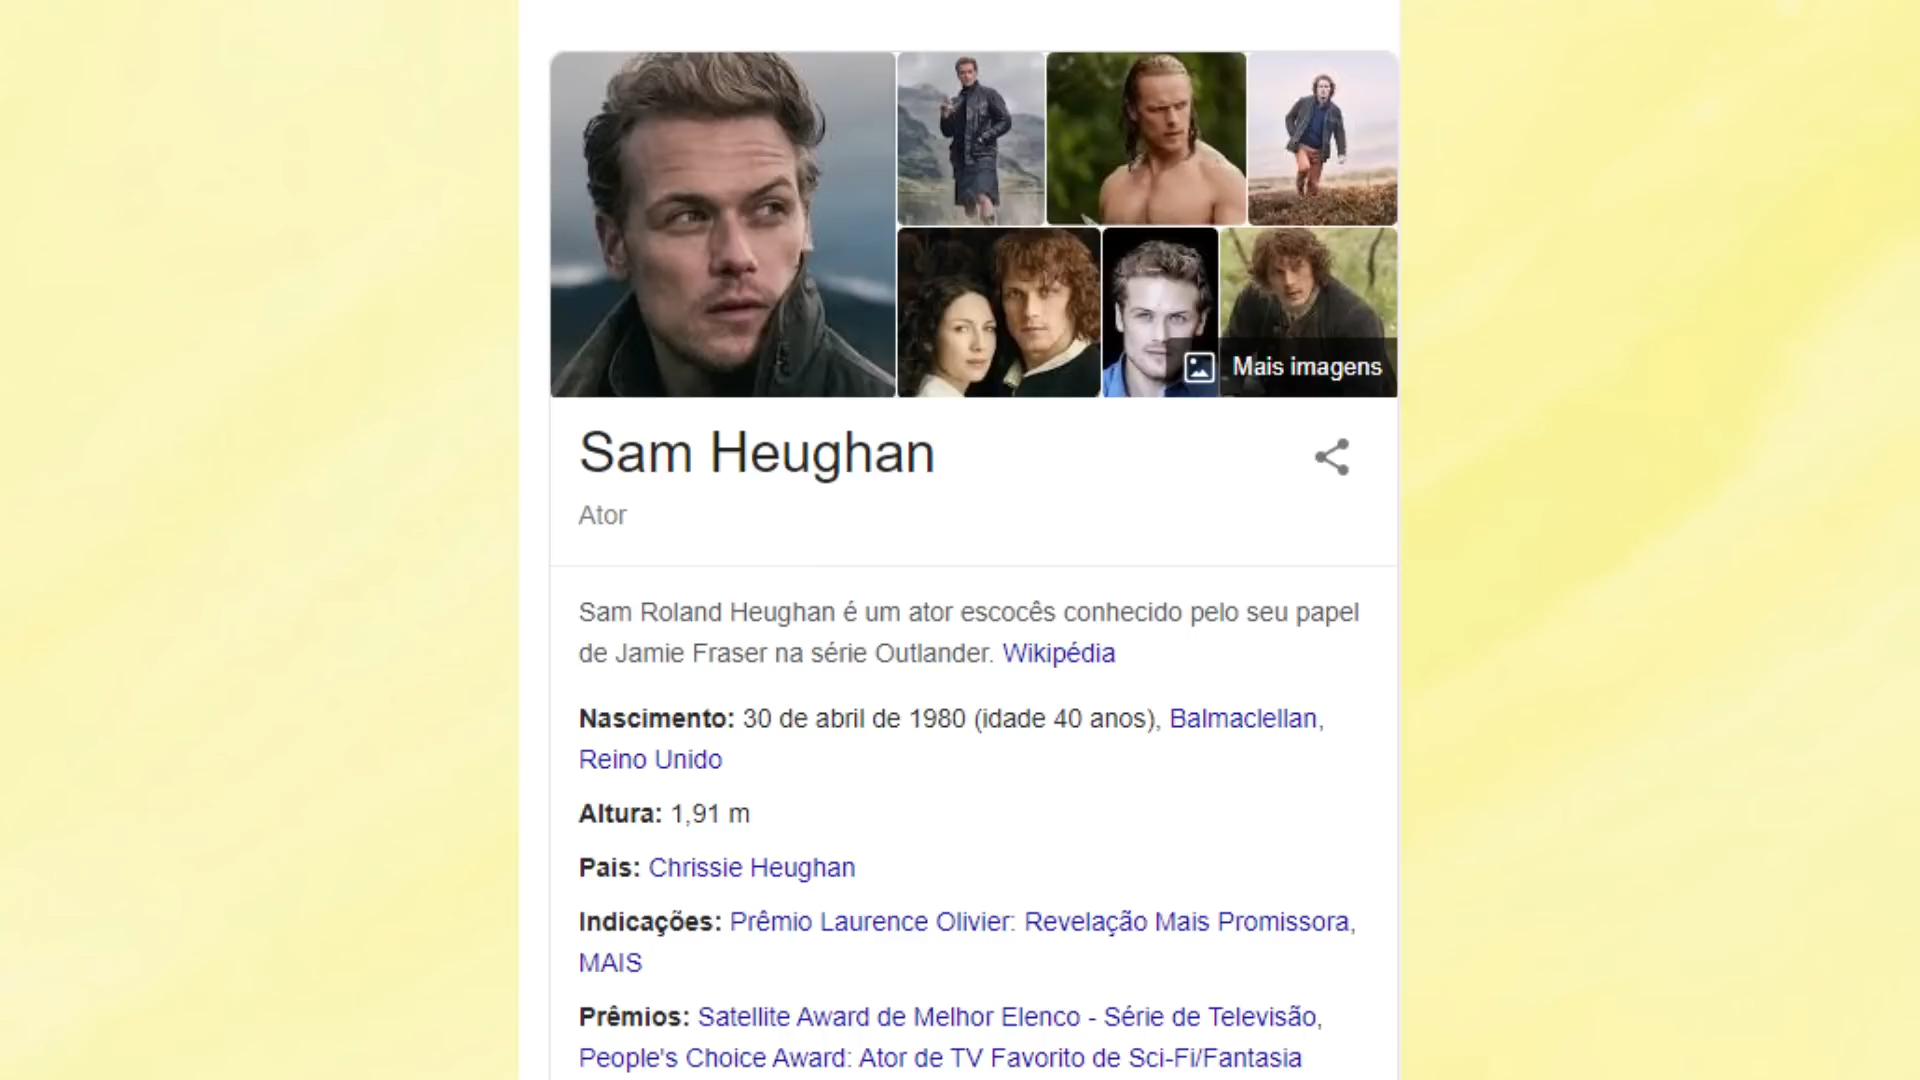 Mais imagens
Sam Heughan
Ator
Sam Roland Heughan é um ator escocês conhecido pelo seu papel
de Jamie Fraser na série Outlander. Wikipédia
Nascimento: 30 de abril de 1980 (idade 40 anos), Balmaclellan,
Reino Unido
Altura: 1,91 m
Pais: Chrissie Heughan
Indicações: Prêmio Laurence Olivier: Revelação Mais Promissora,
MAIS
Prêmios: Satellite Award de Melhor Elenco - Série de Televisão,
People's Choice Award: Ator de TV Favorito de Sci-Fi/Fantasia